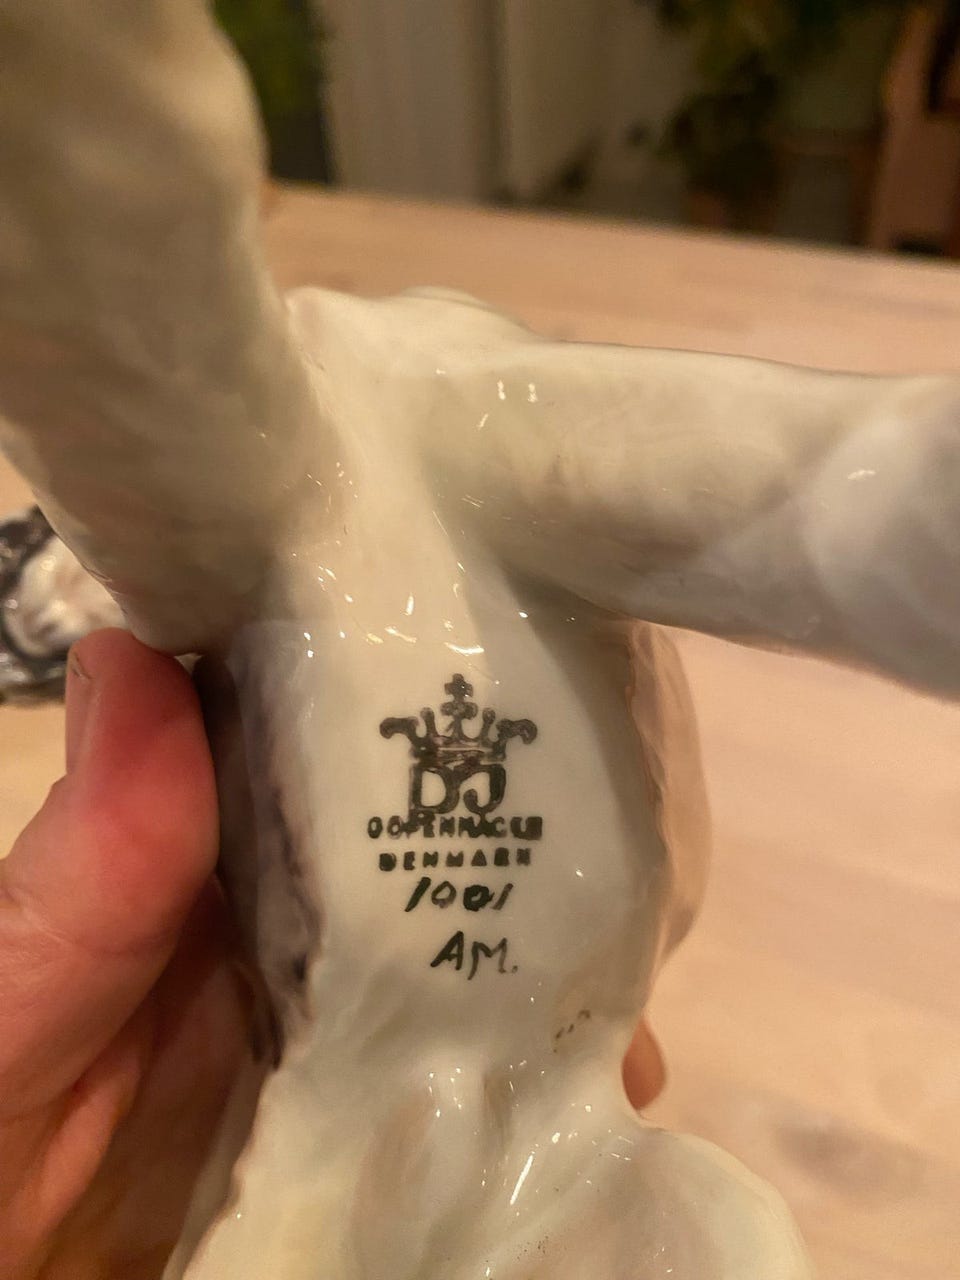 DJ
COPENHAGEN
DENMARK
1001
AM.